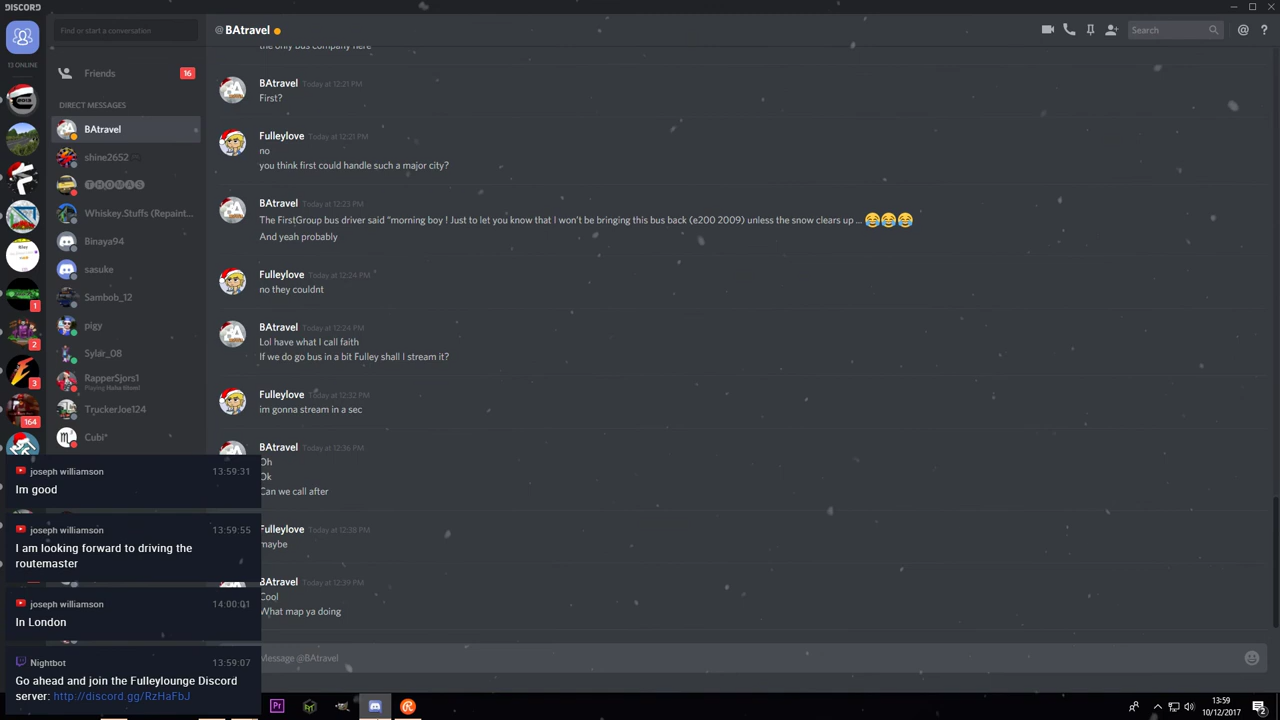 DISCORD
Find or start a conversation
@BAtravel
Search
13 ONLINE
Friends
16
DIRECT MESSAGES
BAtravel
shine2652
THOMAS
Whiskey.Stuffs (Repaint...
Binaya94
sasuke
Sambob_12
pigy
Sylar_08
RapperSjors1
TruckerJoe124
Cubi*
1
2
3
164
the only bus company here
BAtravel Today at 12:21 PM
First?
Fulleylove Today at 12:21 PM
no
you think first could handle such a major city?
BAtravel Today at 12:23 PM
The FirstGroup bus driver said "morning boy ! Just to let you know that I won't be bringing this bus back (e200 2009) unless the snow clears up ... 😂😂😂
And yeah probably
Fulleylove Today at 12:24 PM
no they couldnt
BAtravel Today at 12:24 PM
Lol have what I call faith
If we do go bus in a bit Fulley shall I stream it?
Fulleylove Today at 12:32 PM
im gonna stream in a sec
BAtravel Today at 12:36 PM
Oh
Ok
Can we call after
Fulleylove Today at 12:38 PM
maybe
BAtravel Today at 12:39 PM
Cool
What map ya doing
Message @BAtravel
joseph williamson 13:59:31
Im good
joseph williamson 13:59:55
I am looking forward to driving the
routemaster
joseph williamson 14:00:01
In London
Nightbot 13:59:07
Go ahead and join the Fulleylounge Discord
server: http://discord.gg/RzHaFbJ
Pr
13:59
10/12/2017
2